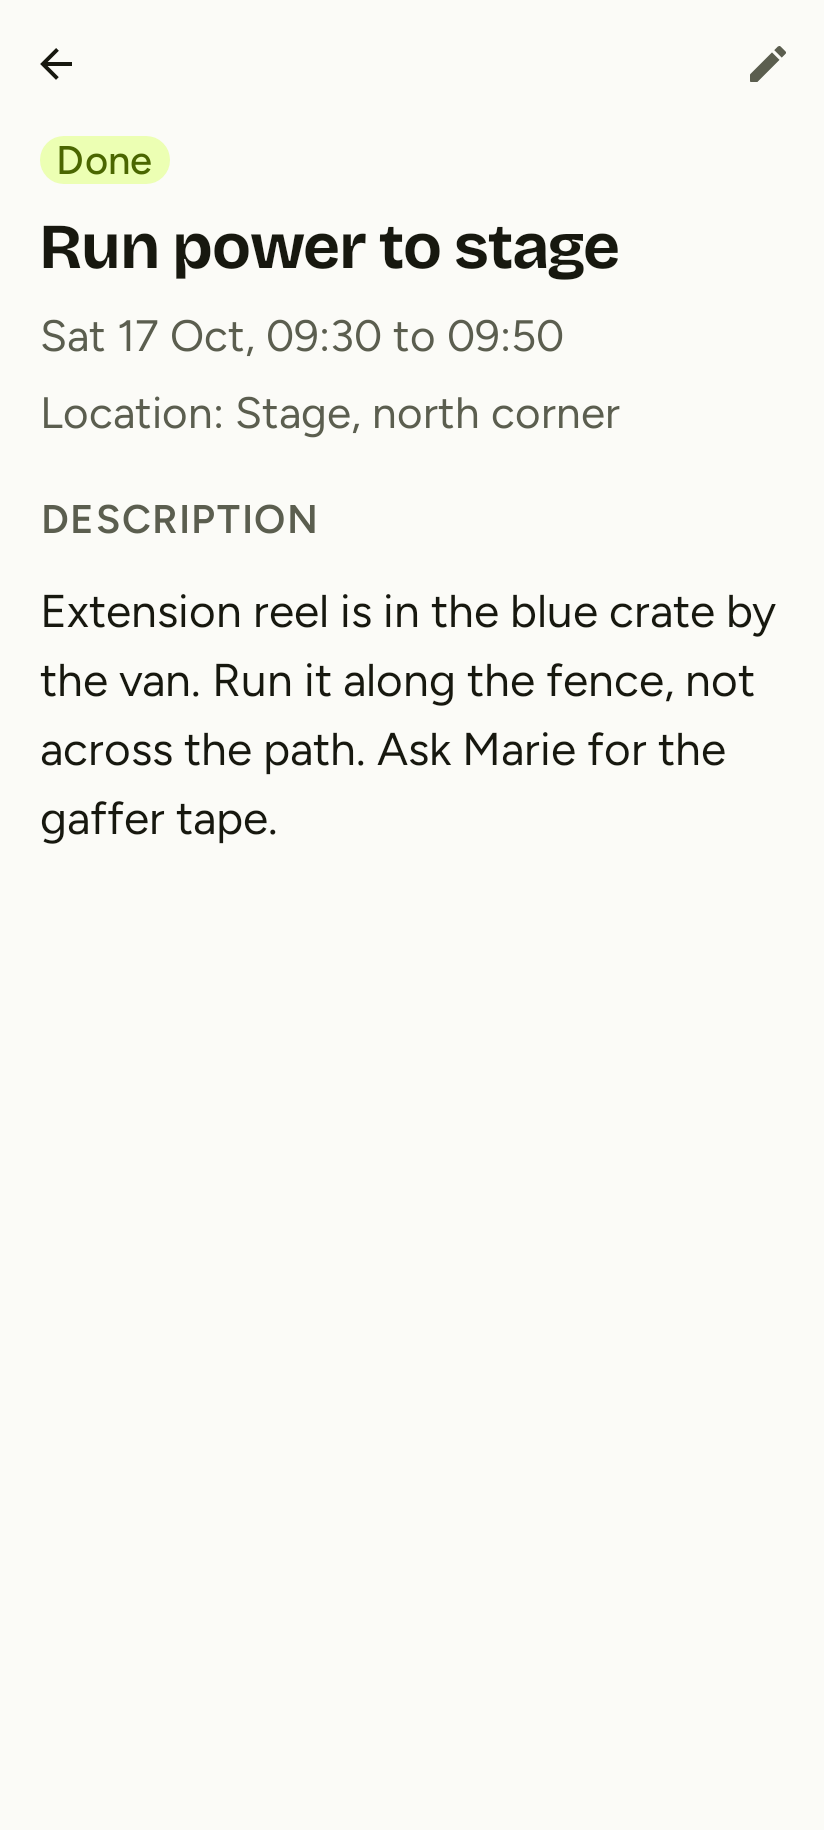 Done
Run power to stage
Sat 17 Oct, 09:30 to 09:50
Location: Stage, north corner
DESCRIPTION
Extension reel is in the blue crate by
the van. Run it along the fence, not
across the path. Ask Marie for the
gaffer tape.